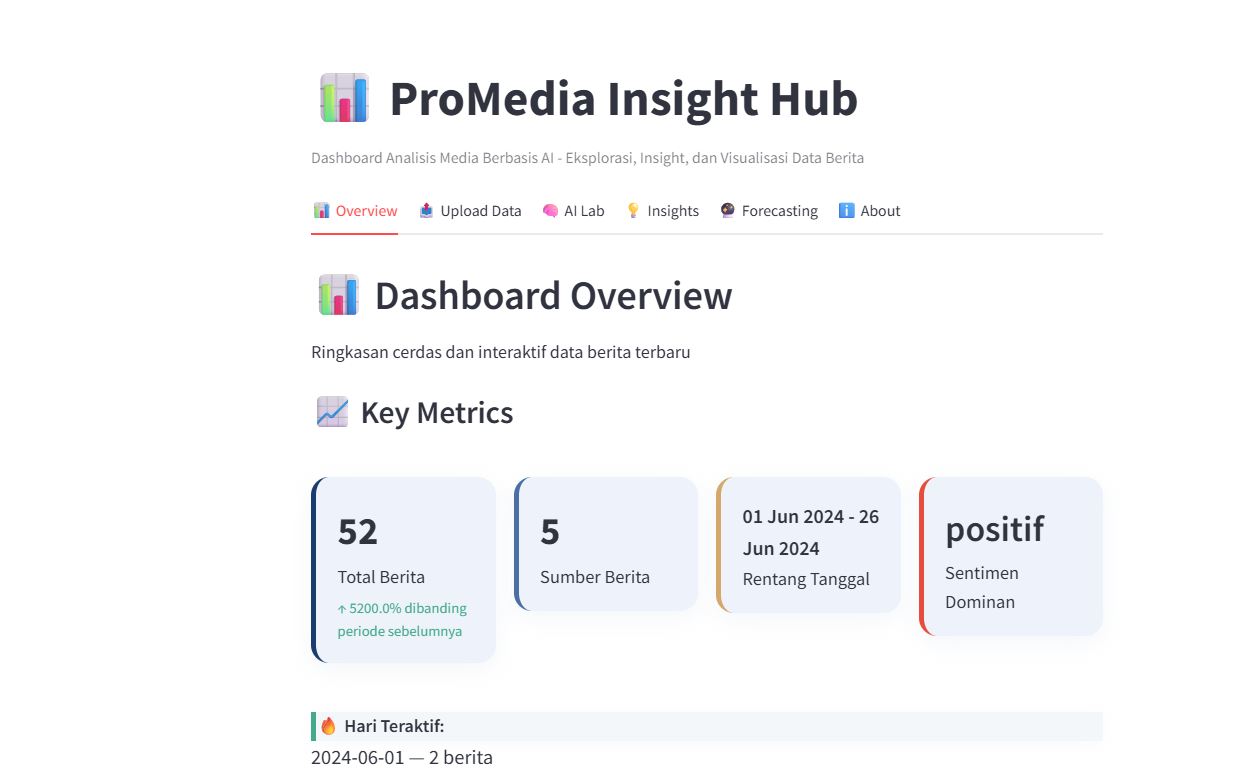 ProMedia Insight Hub
Dashboard Analisis Media Berbasis AI - Eksplorasi, Insight, dan Visualisasi Data Berita
Overview Upload Data AI Lab Insights Forecasting About
Dashboard Overview
Ringkasan cerdas dan interaktif data berita terbaru
Key Metrics
52
Total Berita
↑ 5200.0% dibanding
periode sebelumnya
5
Sumber Berita
01 Jun 2024 - 26
Jun 2024
Rentang Tanggal
positif
Sentimen
Dominan
Hari Teraktif:
2024-06-01 — 2 berita